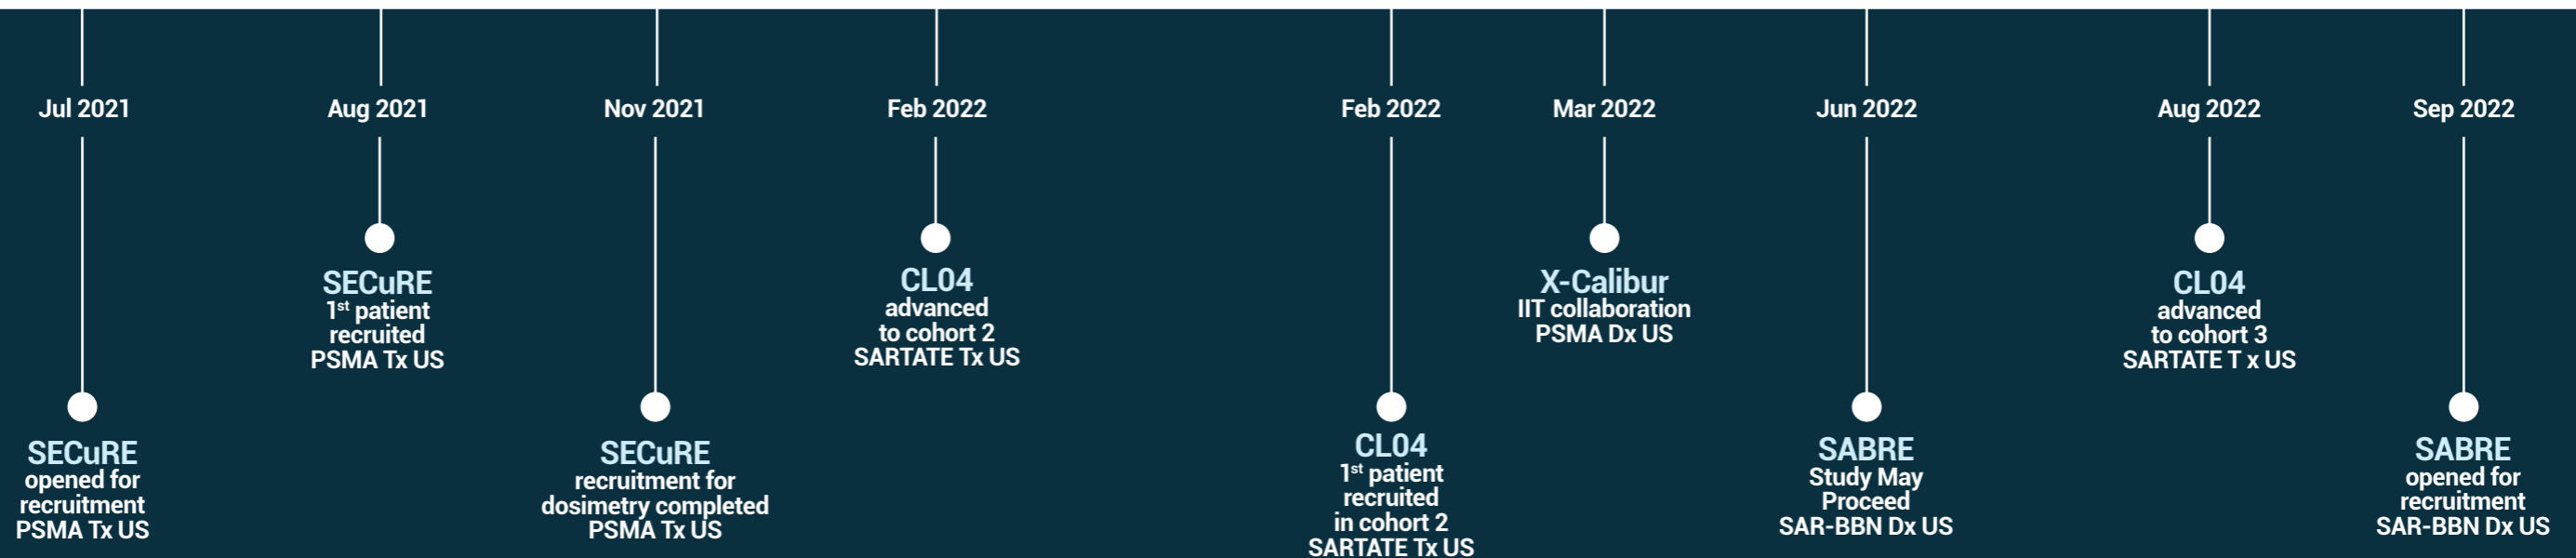 Jul 2021
SECuRE
opened for
recruitment
PSMA Tx US
Aug 2021
SECuRE
1st patient
recruited
PSMA Tx US
Nov 2021
SECuRE
recruitment for
dosimetry completed
PSMA Tx US
Feb 2022
CL04
advanced
to cohort 2
SARTATE Tx US
Feb 2022
CL04
1st patient
recruited
in cohort 2
SARTATE Tx US
Mar 2022
X-Calibur
IIT collaboration
PSMA Dx US
Jun 2022
SABRE
Study May
Proceed
SAR-BBN Dx US
Aug 2022
CL04
advanced
to cohort 3
SARTATE T x US
Sep 2022
SABRE
opened for
recruitment
SAR-BBN Dx US